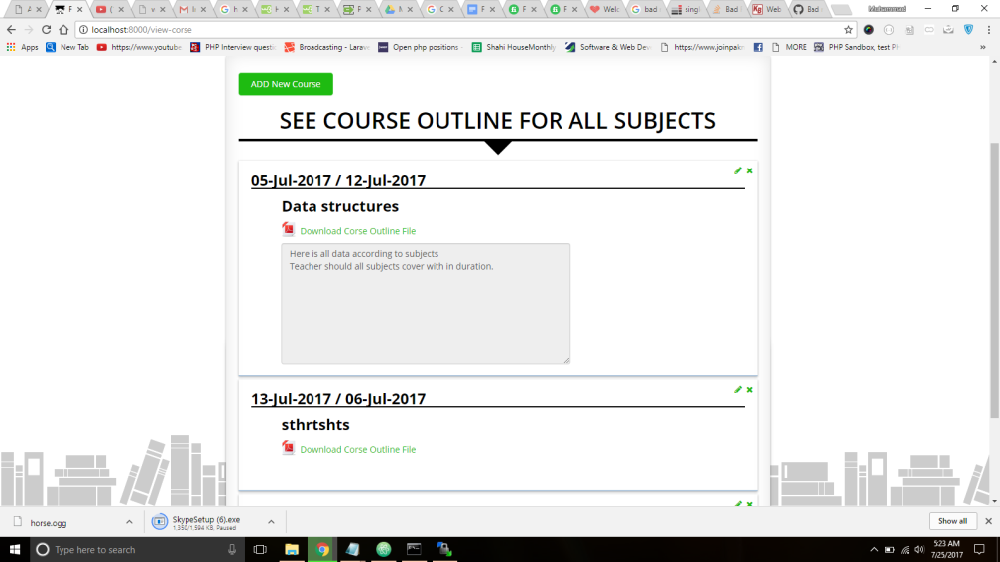 Mohammad
localhost:8000/view-corse
Apps New Tab https://www.youtube PHP Interview questi Broadcasting - Larave Open php positions - Shahi HouseMonthly Software & Web Dev https://www.joinpak MORE PHP Sandbox, test P
ADD New Course
SEE COURSE OUTLINE FOR ALL SUBJECTS
05-Jul-2017 / 12-Jul-2017
Data structures
Download Corse Outline File
Here is all data according to subjects
Teacher should all subjects cover with in duration.
13-Jul-2017 / 06-Jul-2017
sthrtshts
Download Corse Outline File
horse.ogg
SkypeSetup (6).exe
1,350/1,594 KB, Paused
Show all
Type here to search
5:23 AM
7/25/2017